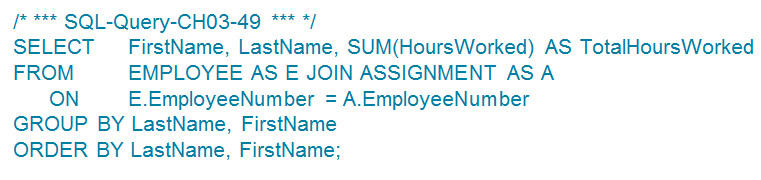 /* *** SQL-Query-CH03-49 *** */
SELECT FirstName, LastName, SUM(HoursWorked) AS TotalHoursWorked
FROM EMPLOYEE AS E JOIN ASSIGNMENT AS A
ON E.EmployeeNumber = A.EmployeeNumber
GROUP BY LastName, FirstName
ORDER BY LastName, FirstName;